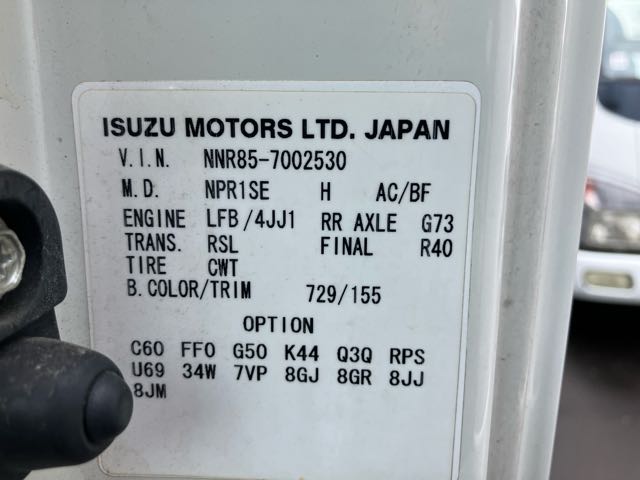 ISUZU MOTORS LTD. JAPAN
V.I.N. NNR85-7002530
M.D. NPR1SE H AC/BF
ENGINE LFB/4JJ1 RR AXLE G73
TRANS. RSL FINAL R40
TIRE CWT
B.COLOR/TRIM 729/155
OPTION
C60 FF0 G50 K44 Q3Q RPS
U69 34W 7VP 8GJ 8GR 8JJ
8JM